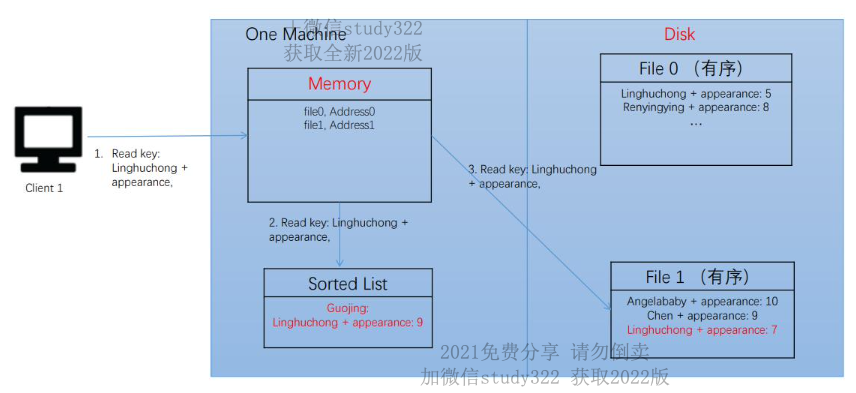 One Machine
Disk
加微信study322
获取全新2022版
Memory
file0, Address0
file1, Address1
File 0 （有序）
Linghuchong + appearance: 5
Renyingying + appearance: 8
...
1. Read key:
Linghuchong +
appearance,
Client 1
3. Read key: Linghuchong
+ appearance,
2. Read key: Linghuchong +
appearance,
Sorted List
Guojing:
Linghuchong + appearance: 9
File 1 （有序）
Angelababy + appearance: 10
Chen + appearance: 9
Linghuchong + appearance: 7
2021免费分享 请勿倒卖
加微信study322 获取2022版